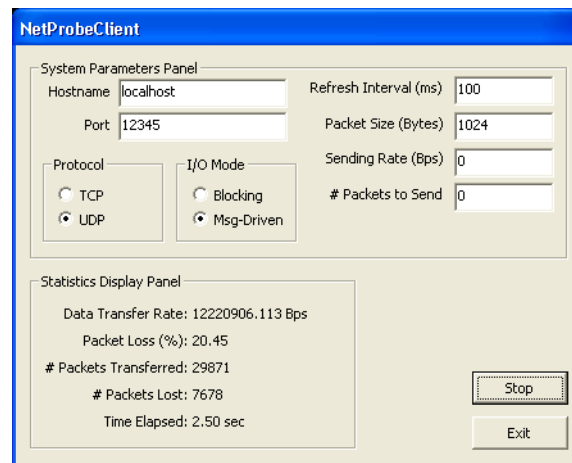 NetProbeClient
System Parameters Panel
Hostname localhost
Port 12345
Refresh Interval (ms) 100
Packet Size (Bytes) 1024
Sending Rate (Bps) 0
# Packets to Send 0
Protocol
TCP
UDP
I/O Mode
Blocking
Msg-Driven
Statistics Display Panel
Data Transfer Rate: 12220906.113 Bps
Packet Loss (%): 20.45
# Packets Transferred: 29871
# Packets Lost: 7678
Time Elapsed: 2.50 sec
Stop
Exit